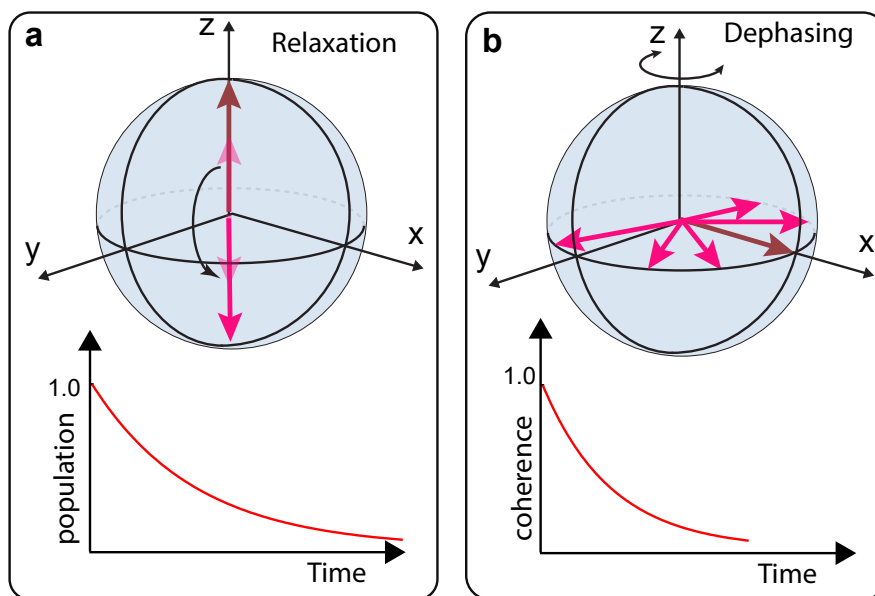 a
Relaxation
z
y
x
1.0
population
Time
b
Dephasing
z
y
x
1.0
coherence
Time